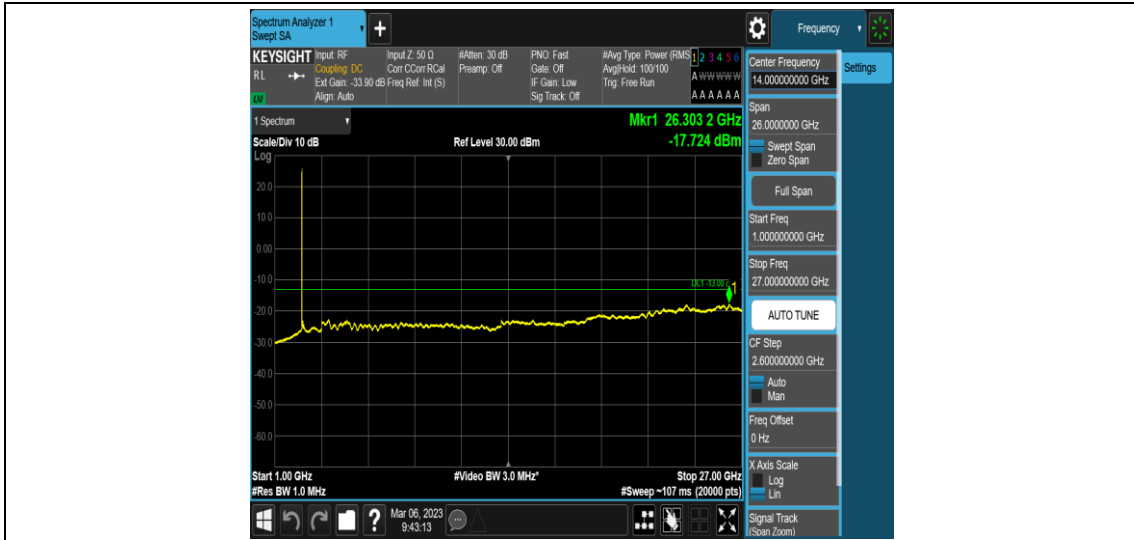 Spectrum Analyzer 1
Swept SA
Frequency
KEYSIGHT
RL
Input: RF
Coupling: DC
Ext Gain: -33.90 dB
Align: Auto
Input Z: 50 Ω
Corr CCorr RCal
Freq Ref: Int (S)
#Atten: 30 dB
Preamp: Off
PNO: Fast
Gate: Off
IF Gain: Low
Sig Track: Off
#Avg Type: Power (RMS
Avg|Hold: 100/100
Trig: Free Run
1 2 3 4 5 6
A W W W W W
A A A A A A
1 Spectrum
Mkr1 26.303 2 GHz
-17.724 dBm
Scale/Div 10 dB
Ref Level 30.00 dBm
Log
20.0
10.0
0.00
-10.0
-20.0
-30.0
-40.0
-50.0
-60.0
DL1 -13.00
1
Start 1.00 GHz
#Video BW 3.0 MHz*
Stop 27.00 GHz
#Res BW 1.0 MHz
#Sweep ~107 ms (20000 pts)
Mar 06, 2023
9:43:13
Center Frequency
14.000000000 GHz
Settings
Span
26.0000000 GHz
Swept Span
Zero Span
Full Span
Start Freq
1.000000000 GHz
Stop Freq
27.000000000 GHz
AUTO TUNE
CF Step
2.600000000 GHz
Auto
Man
Freq Offset
0 Hz
X Axis Scale
Log
Lin
Signal Track
(Span Zoom)